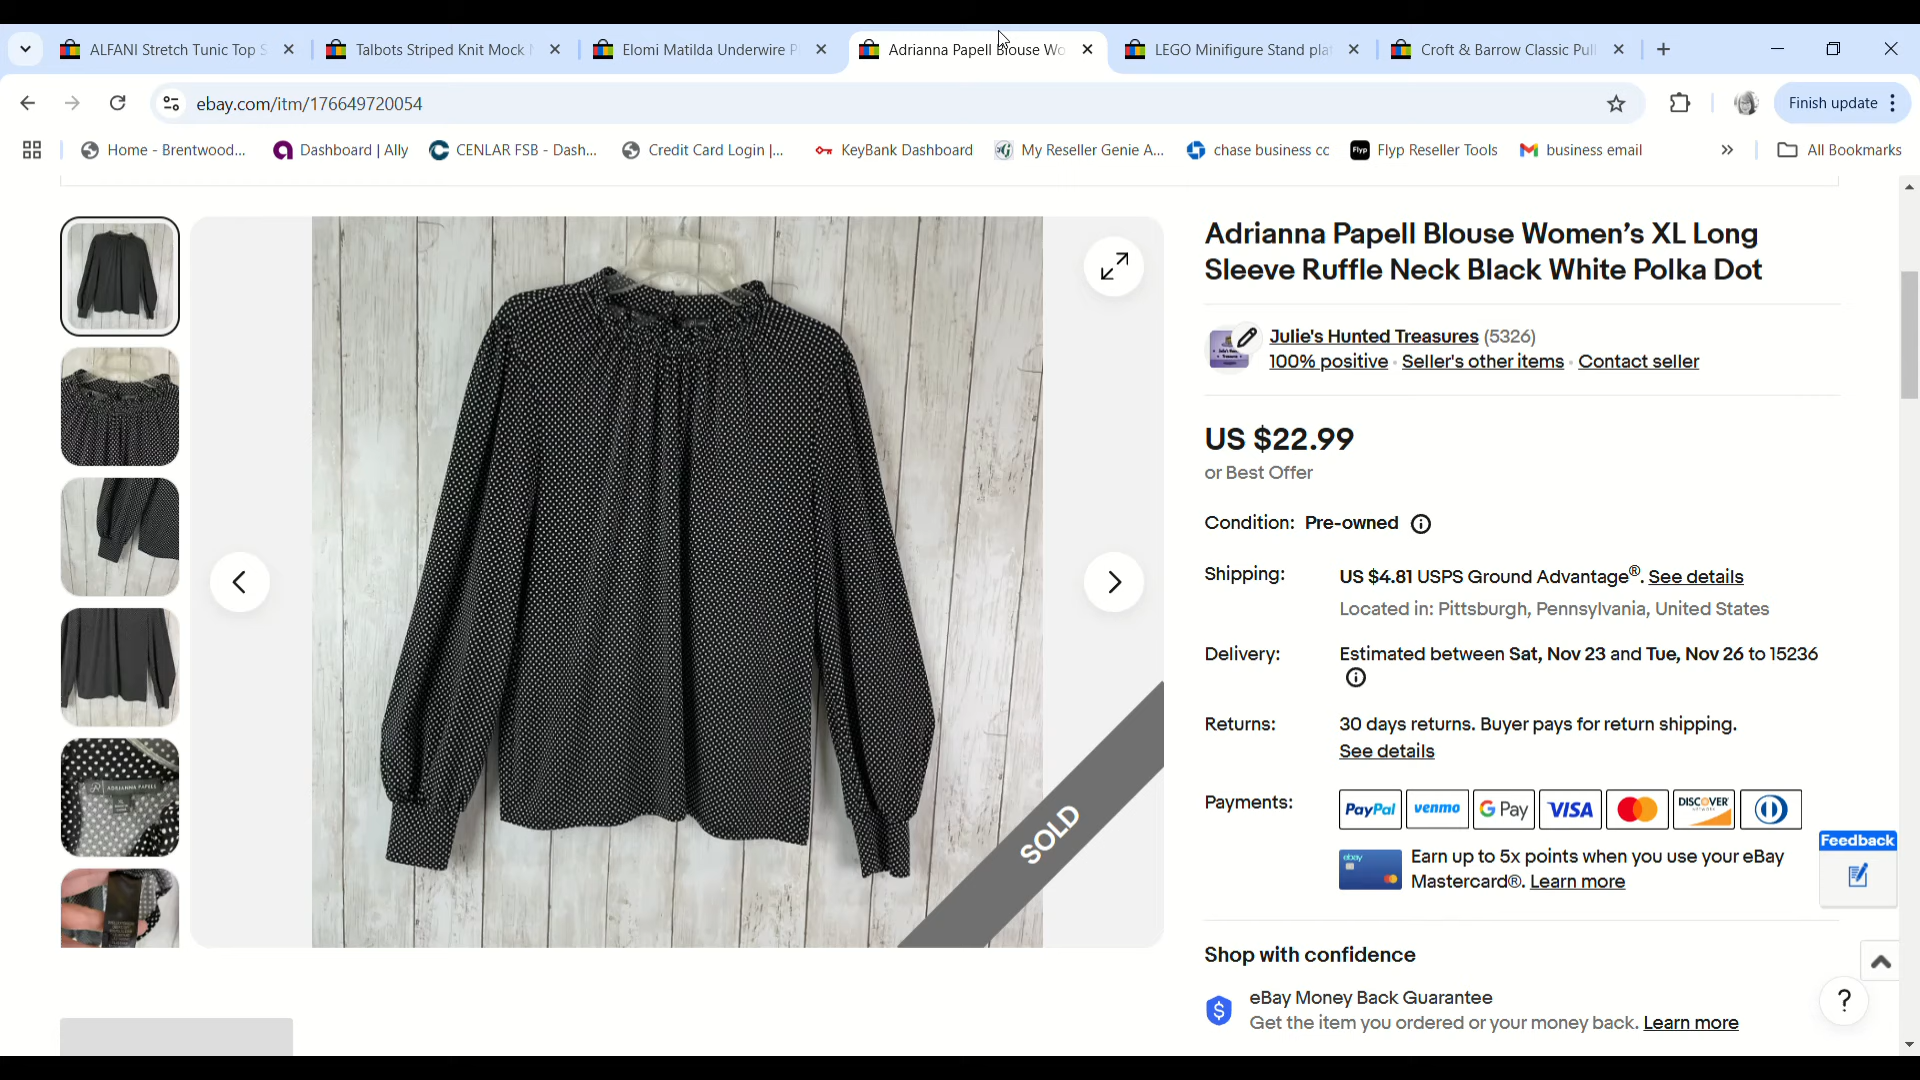 ALFANI Stretch Tunic Top S
Talbots Striped Knit Mock N
Elomi Matilda Underwire P
Adrianna Papell Blouse Wo
LEGO Minifigure Stand plat
Croft & Barrow Classic Pull
ebay.com/itm/176649720054
Finish update
Home - Brentwood...
Dashboard | Ally
CENLAR FSB - Dash...
Credit Card Login |...
KeyBank Dashboard
My Reseller Genie A...
chase business cc
Flyp Flyp Reseller Tools
business email
All Bookmarks
Adrianna Papell Blouse Women's XL Long
Sleeve Ruffle Neck Black White Polka Dot
Julie's Hunted Treasures (5326)
100% positive · Seller's other items · Contact seller
US $22.99
or Best Offer
Condition: Pre-owned
Shipping: US $4.81 USPS Ground Advantage®. See details
Located in: Pittsburgh, Pennsylvania, United States
Delivery: Estimated between Sat, Nov 23 and Tue, Nov 26 to 15236
Returns: 30 days returns. Buyer pays for return shipping.
See details
Payments: PayPal venmo G Pay VISA DISCOVER
ebay Earn up to 5x points when you use your eBay
Mastercard®. Learn more
Shop with confidence
eBay Money Back Guarantee
Get the item you ordered or your money back. Learn more
Feedback
?
SOLD
ADRIANNA PAPELL